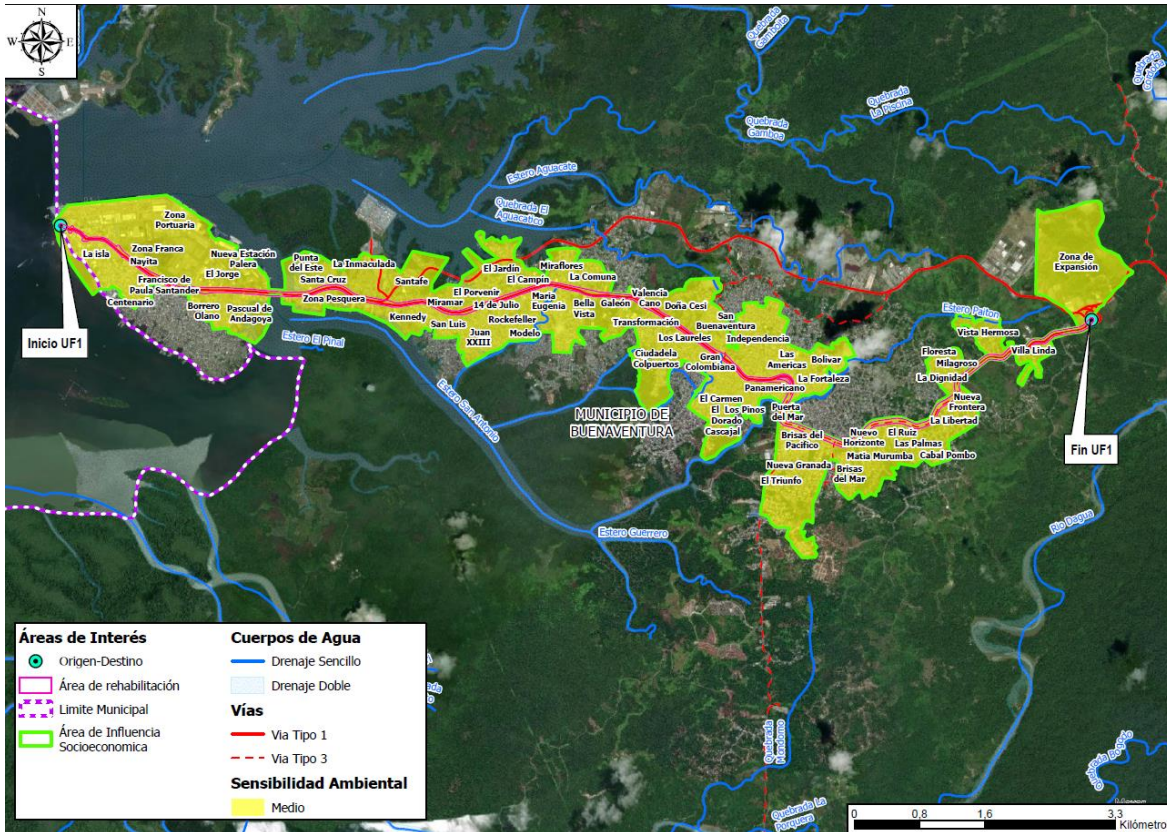 N
W
E
S
Quebrada
Gamboita
Quebrada
La Piscina
Quebrada
Gamboa
Estero Aguacate
Quebrada El
Aguacatico
Zona
Portuaria
La isla
Zona Franca
Nayita
Nueva Estación
Palera
El Jorge
Francisco de
Paula Santander
Centenario
Borrero
Olano
Pascual de
Andagoya
Inicio UF1
Punta
del Este
La Inmaculada
Santa Cruz
Zona Pesquera
Santafe
Kennedy
Miramar
San Luis
El Jardín
El Porvenir
El Campín
14 de Julio
Rockefeller
Juan
XXIII
Modelo
Miraflores
La Comuna
Maria
Eugenia
Bella
Vista
Galeón
Valencia
Cano
Doña Cesi
Transformación
San
Buenaventura
Independencia
Los Laureles
Ciudadela
Colpuertos
Gran
Colombiana
Las
Americas
Bolivar
La Fortaleza
Panamericano
El Carmen
El
Dorado
Los Pinos
Cascajal
Puerta
del Mar
MUNICIPIO DE
BUENAVENTURA
Brisas del
Pacifico
Nueva Granada
El Triunfo
Nuevo
Horizonte
El Ruiz
Las Palmas
Matia Murumba
Cabal Pombo
Brisas
del Mar
Zona de
Expansión
Estero Paiton
Vista Hermosa
Villa Linda
Floresta
Milagroso
La Dignidad
Nueva
Frontera
La Libertad
Fin UF1
Estero El Pinal
Estero San Antonio
Estero Guerrero
Rio Dagua
Quebrada
Mondomo
Quebrada La
Porquera
Áreas de Interés
Origen-Destino
Área de rehabilitación
Limite Municipal
Área de Influencia
Socioeconomica
Cuerpos de Agua
Drenaje Sencillo
Drenaje Doble
Vías
Via Tipo 1
Via Tipo 3
Sensibilidad Ambiental
Medio
0 0,8 1,6 3,3
Kilómetro